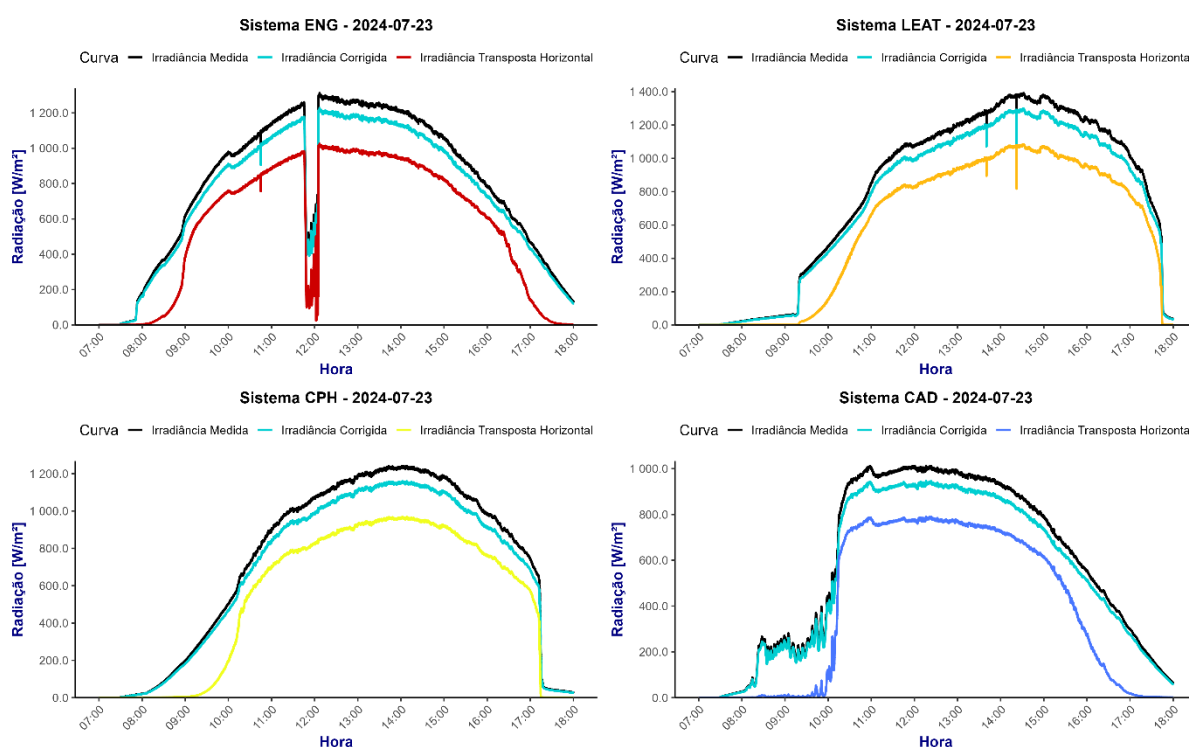 Sistema ENG - 2024-07-23
Curva Irradiância Medida Irradiância Corrigida Irradiância Transposta Horizontal
Radiação [W/m²]
1 200.0
1 000.0
800.0
600.0
400.0
200.0
0.0
07:00 08:00 09:00 10:00 11:00 12:00 13:00 14:00 15:00 16:00 17:00 18:00
Hora
Sistema LEAT - 2024-07-23
Curva Irradiância Medida Irradiância Corrigida Irradiância Transposta Horizontal
Radiação [W/m²]
1 400.0
1 200.0
1 000.0
800.0
600.0
400.0
200.0
0.0
07:00 08:00 09:00 10:00 11:00 12:00 13:00 14:00 15:00 16:00 17:00 18:00
Hora
Sistema CPH - 2024-07-23
Curva Irradiância Medida Irradiância Corrigida Irradiância Transposta Horizontal
Radiação [W/m²]
1 200.0
1 000.0
800.0
600.0
400.0
200.0
0.0
07:00 08:00 09:00 10:00 11:00 12:00 13:00 14:00 15:00 16:00 17:00 18:00
Hora
Sistema CAD - 2024-07-23
Curva Irradiância Medida Irradiância Corrigida Irradiância Transposta Horizontal
Radiação [W/m²]
1 000.0
800.0
600.0
400.0
200.0
0.0
07:00 08:00 09:00 10:00 11:00 12:00 13:00 14:00 15:00 16:00 17:00 18:00
Hora